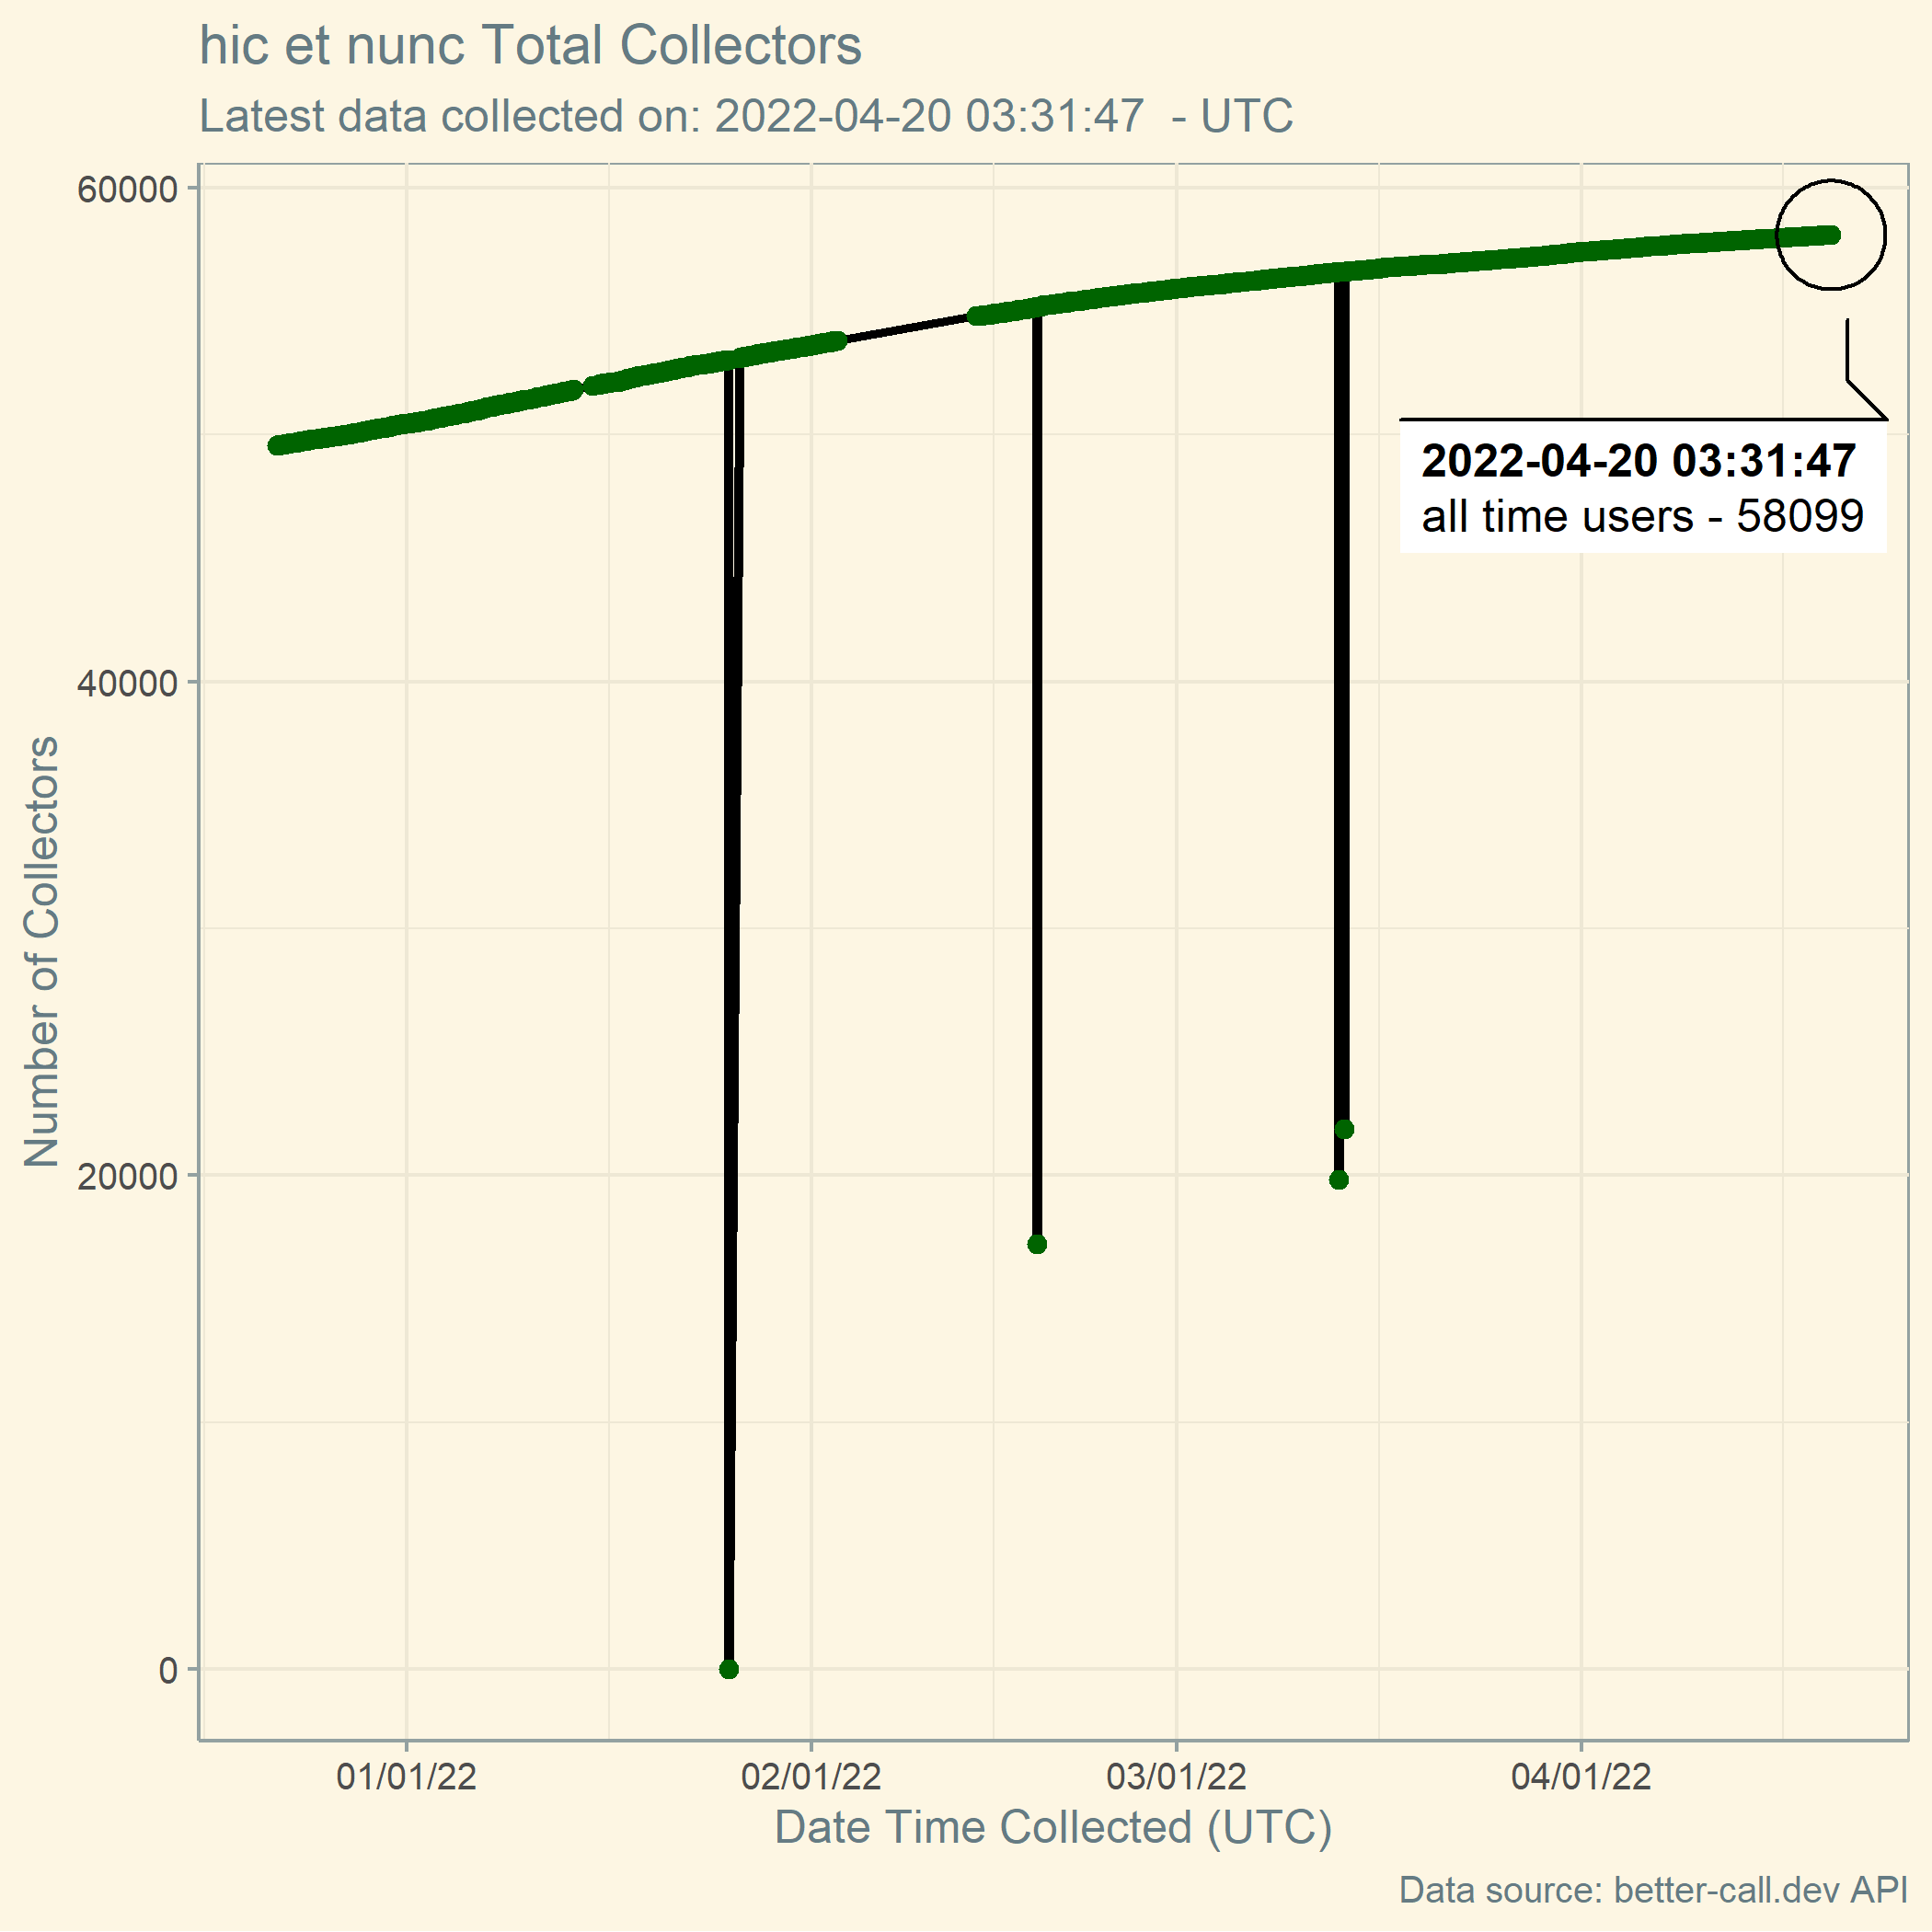 hic et nunc Total Collectors
Latest data collected on: 2022-04-20 03:31:47  - UTC
60000
40000
20000
0
Number of Collectors
2022-04-20 03:31:47
all time users - 58099
01/01/22
02/01/22
03/01/22
04/01/22
Date Time Collected (UTC)
Data source: better-call.dev API